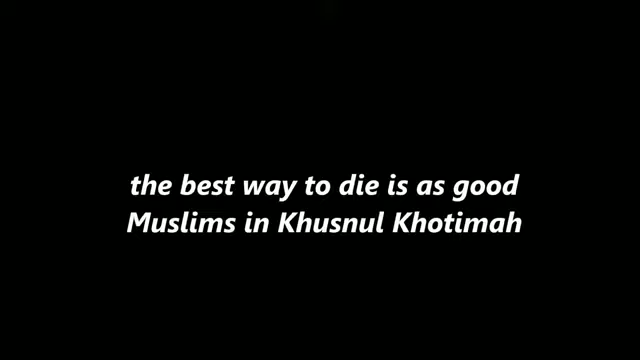 the best way to die is as good
Muslims in Khusnul Khotimah